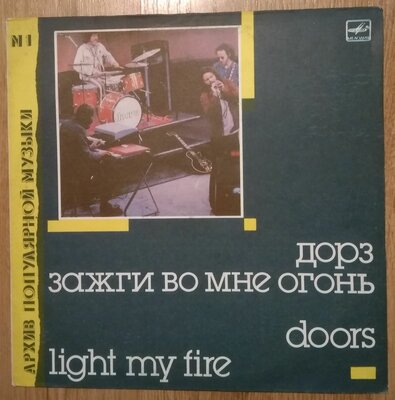 №1
АРХИВ ПОПУЛЯРНОЙ МУЗЫКИ
ДОРЗ
ЗАЖГИ ВО МНЕ ОГОНЬ
doors
light my fire